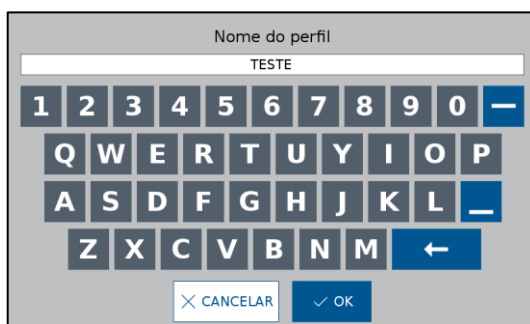 Nome do perfil
TESTE
1 2 3 4 5 6 7 8 9 0 —
Q W E R T U Y I O P
A S D F G H J K L _
Z X C V B N M ←
× CANCELAR ✓ OK